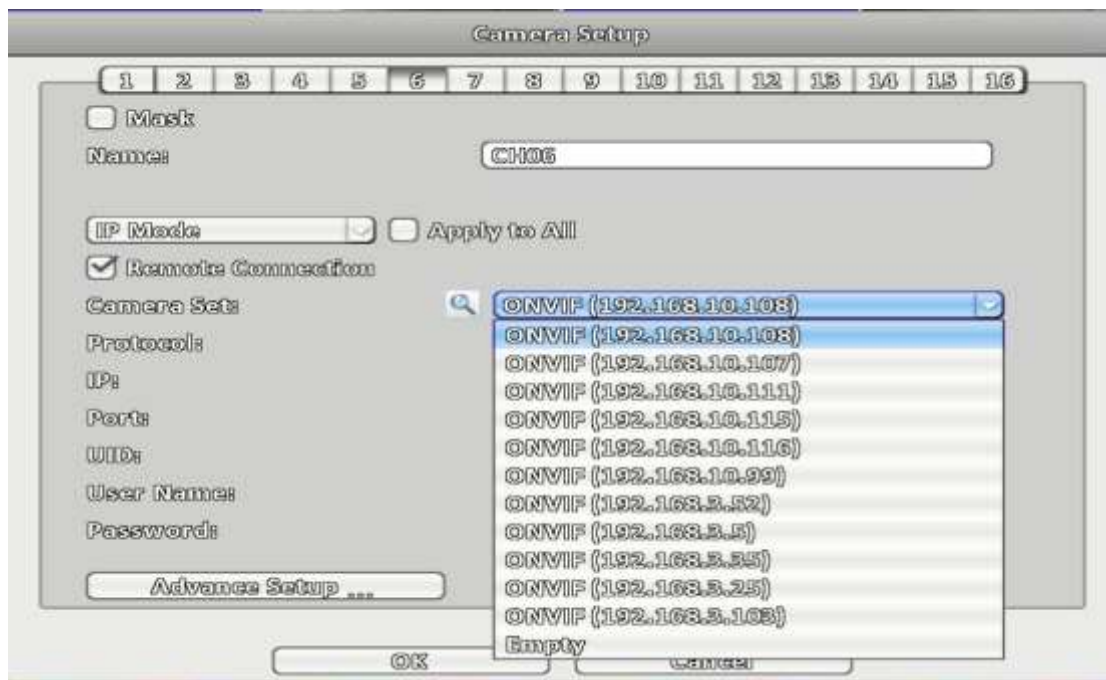 Camera Setup
1 2 3 4 5 6 7 8 9 10 11 12 13 14 15 16
Mask
Name: CH06
IP Mode Apply to All
Remote Connection
Camera Set: ONVIF (192.168.10.108)
ONVIF (192.168.10.108)
Protocol:
ONVIF (192.168.10.107)
IP:
ONVIF (192.168.10.111)
Port:
ONVIF (192.168.10.115)
ONVIF (192.168.10.116)
UID:
ONVIF (192.168.10.99)
User Name:
ONVIF (192.168.3.52)
Password:
ONVIF (192.168.3.5)
ONVIF (192.168.3.35)
Advance Setup ...
ONVIF (192.168.3.25)
ONVIF (192.168.3.103)
Empty
OK Cancel